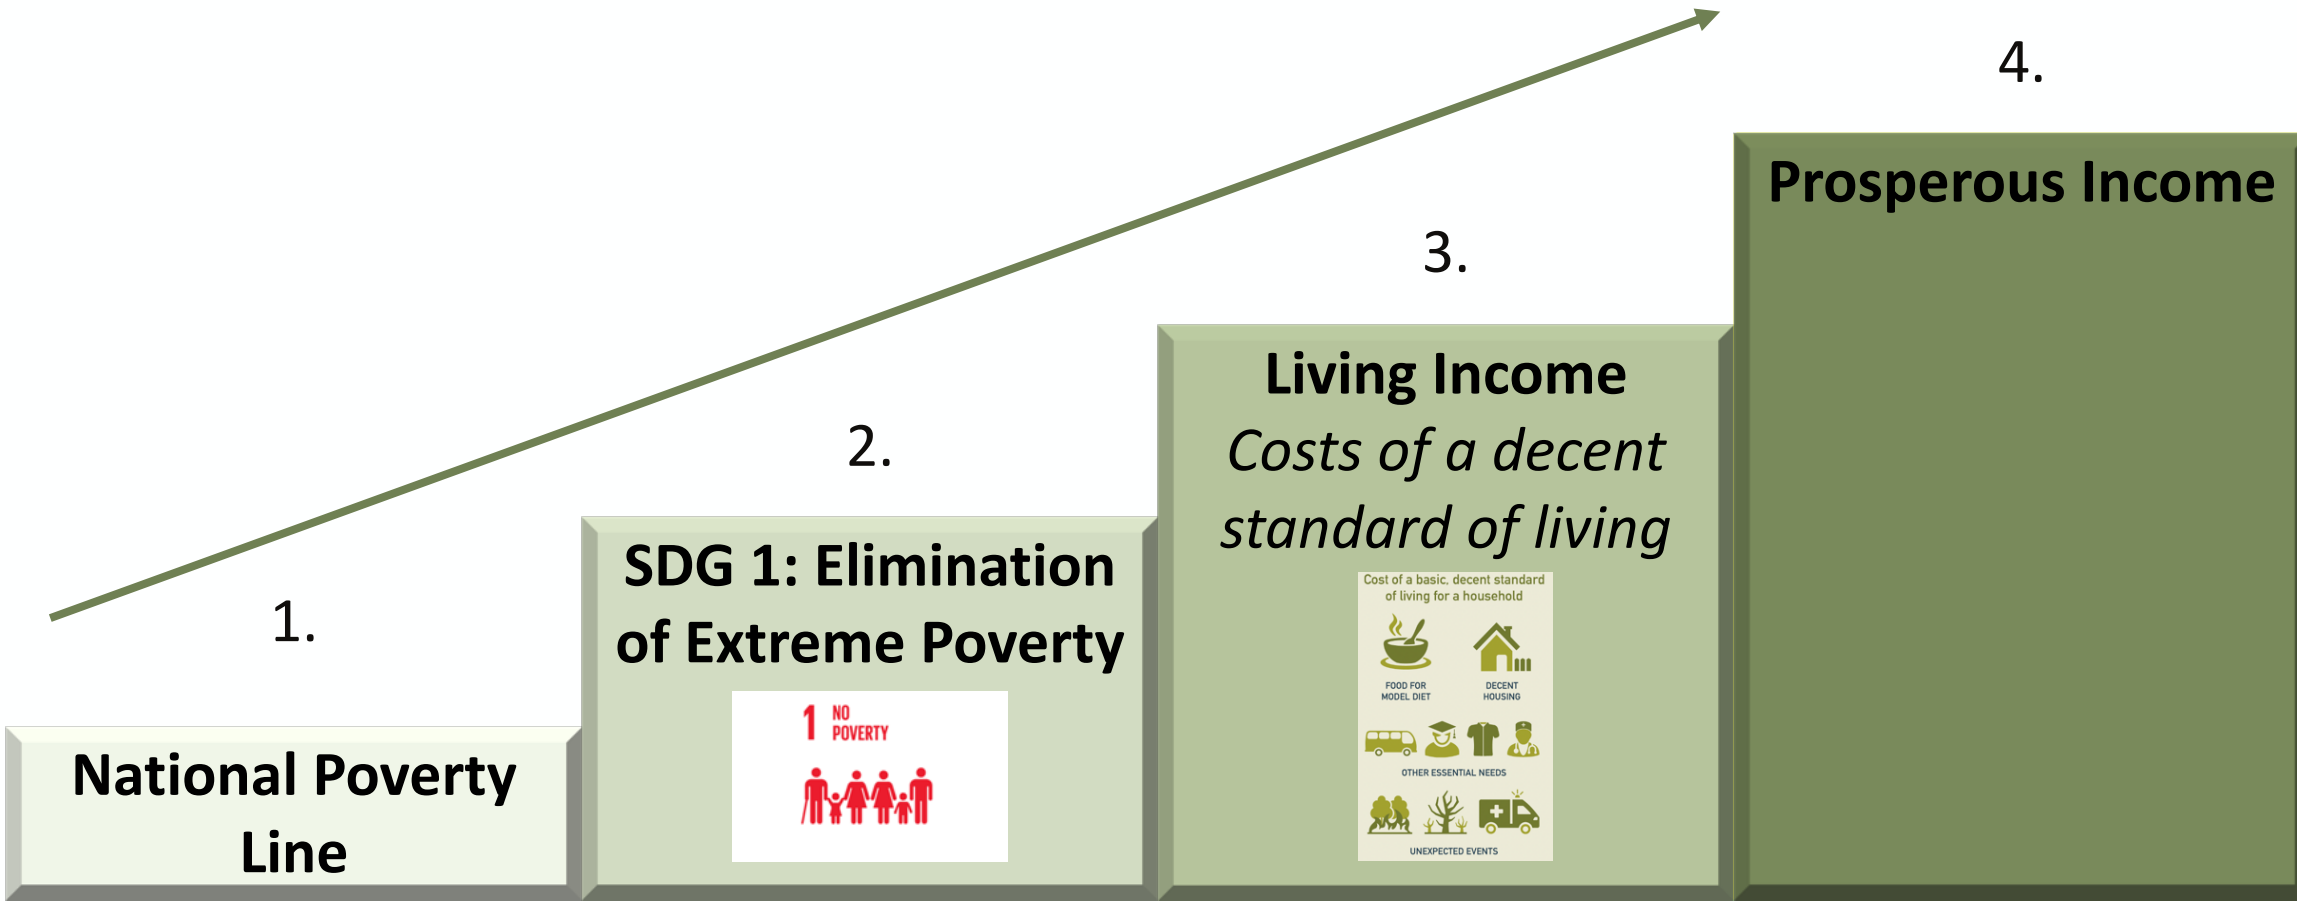 1.
National Poverty
Line
2.
SDG 1: Elimination
of Extreme Poverty
1 NO
POVERTY
3.
Living Income
Costs of a decent
standard of living
Cost of a basic, decent standard
of living for a household
FOOD FOR
MODEL DIET
DECENT
HOUSING
OTHER ESSENTIAL NEEDS
UNEXPECTED EVENTS
4.
Prosperous Income